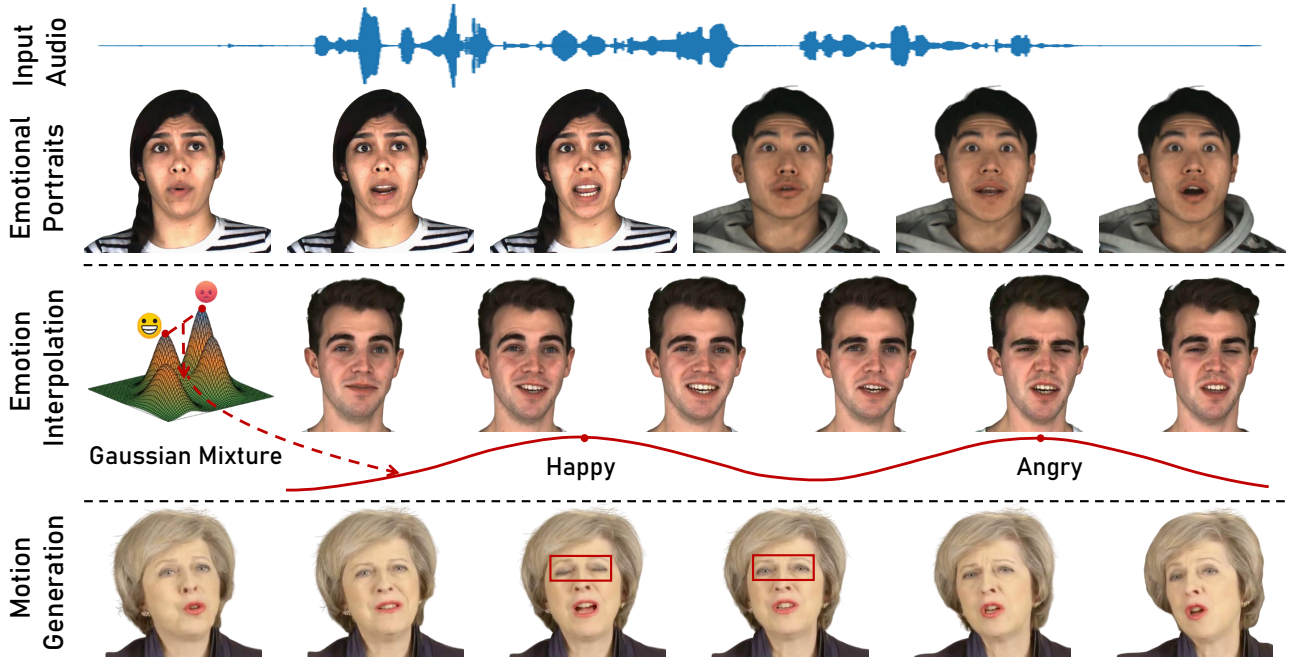 Input
Audio
Emotional
Portraits
Emotion
Interpolation
Gaussian Mixture
Happy
Angry
Motion
Generation